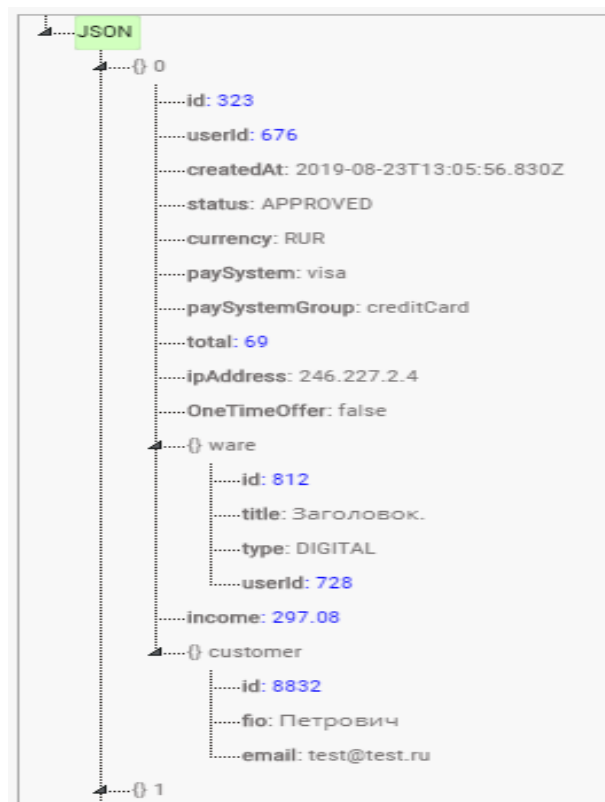 JSON
{} 0
id: 323
userId: 676
createdAt: 2019-08-23T13:05:56.830Z
status: APPROVED
currency: RUR
paySystem: visa
paySystemGroup: creditCard
total: 69
ipAddress: 246.227.2.4
OneTimeOffer: false
{} ware
id: 812
title: Заголовок.
type: DIGITAL
userId: 728
income: 297.08
{} customer
id: 8832
fio: Петрович
email: test@test.ru
{} 1